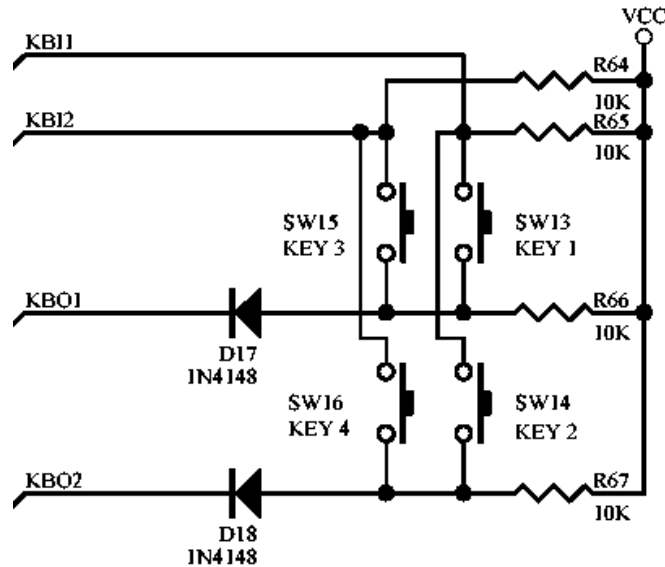 VCC
KBI1
R64
10K
KBI2
R65
10K
SW15
KEY 3
SW13
KEY 1
KBO1
R66
10K
D17
1N4148
SW16
KEY 4
SW14
KEY 2
KBO2
R67
10K
D18
1N4148